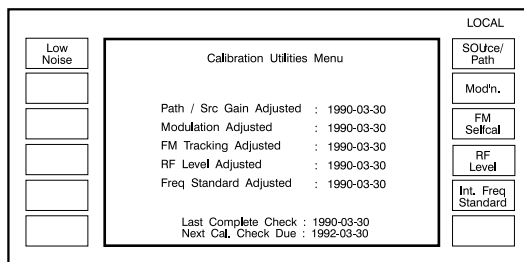 LOCAL
Low
Noise
Calibration Utilities Menu
Path / Src Gain Adjusted : 1990-03-30
Modulation Adjusted : 1990-03-30
FM Tracking Adjusted : 1990-03-30
RF Level Adjusted : 1990-03-30
Freq Standard Adjusted : 1990-03-30
Last Complete Check : 1990-03-30
Next Cal. Check Due : 1992-03-30
SOUrce/
Path
Mod'n.
FM
Selfcal
RF
Level
Int. Freq
Standard